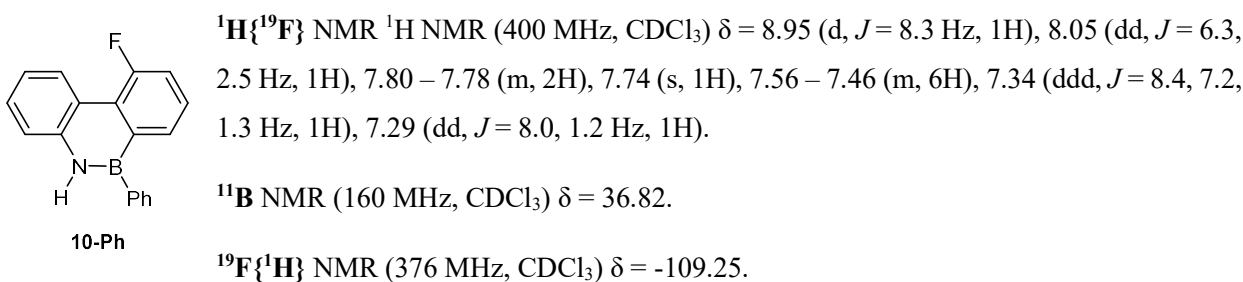 F
N
B
H
Ph
10-Ph
¹H{¹⁹F} NMR ¹H NMR (400 MHz, CDCl₃) δ = 8.95 (d, J = 8.3 Hz, 1H), 8.05 (dd, J = 6.3,
2.5 Hz, 1H), 7.80 – 7.78 (m, 2H), 7.74 (s, 1H), 7.56 – 7.46 (m, 6H), 7.34 (ddd, J = 8.4, 7.2,
1.3 Hz, 1H), 7.29 (dd, J = 8.0, 1.2 Hz, 1H).
¹¹B NMR (160 MHz, CDCl₃) δ = 36.82.
¹⁹F{¹H} NMR (376 MHz, CDCl₃) δ = -109.25.